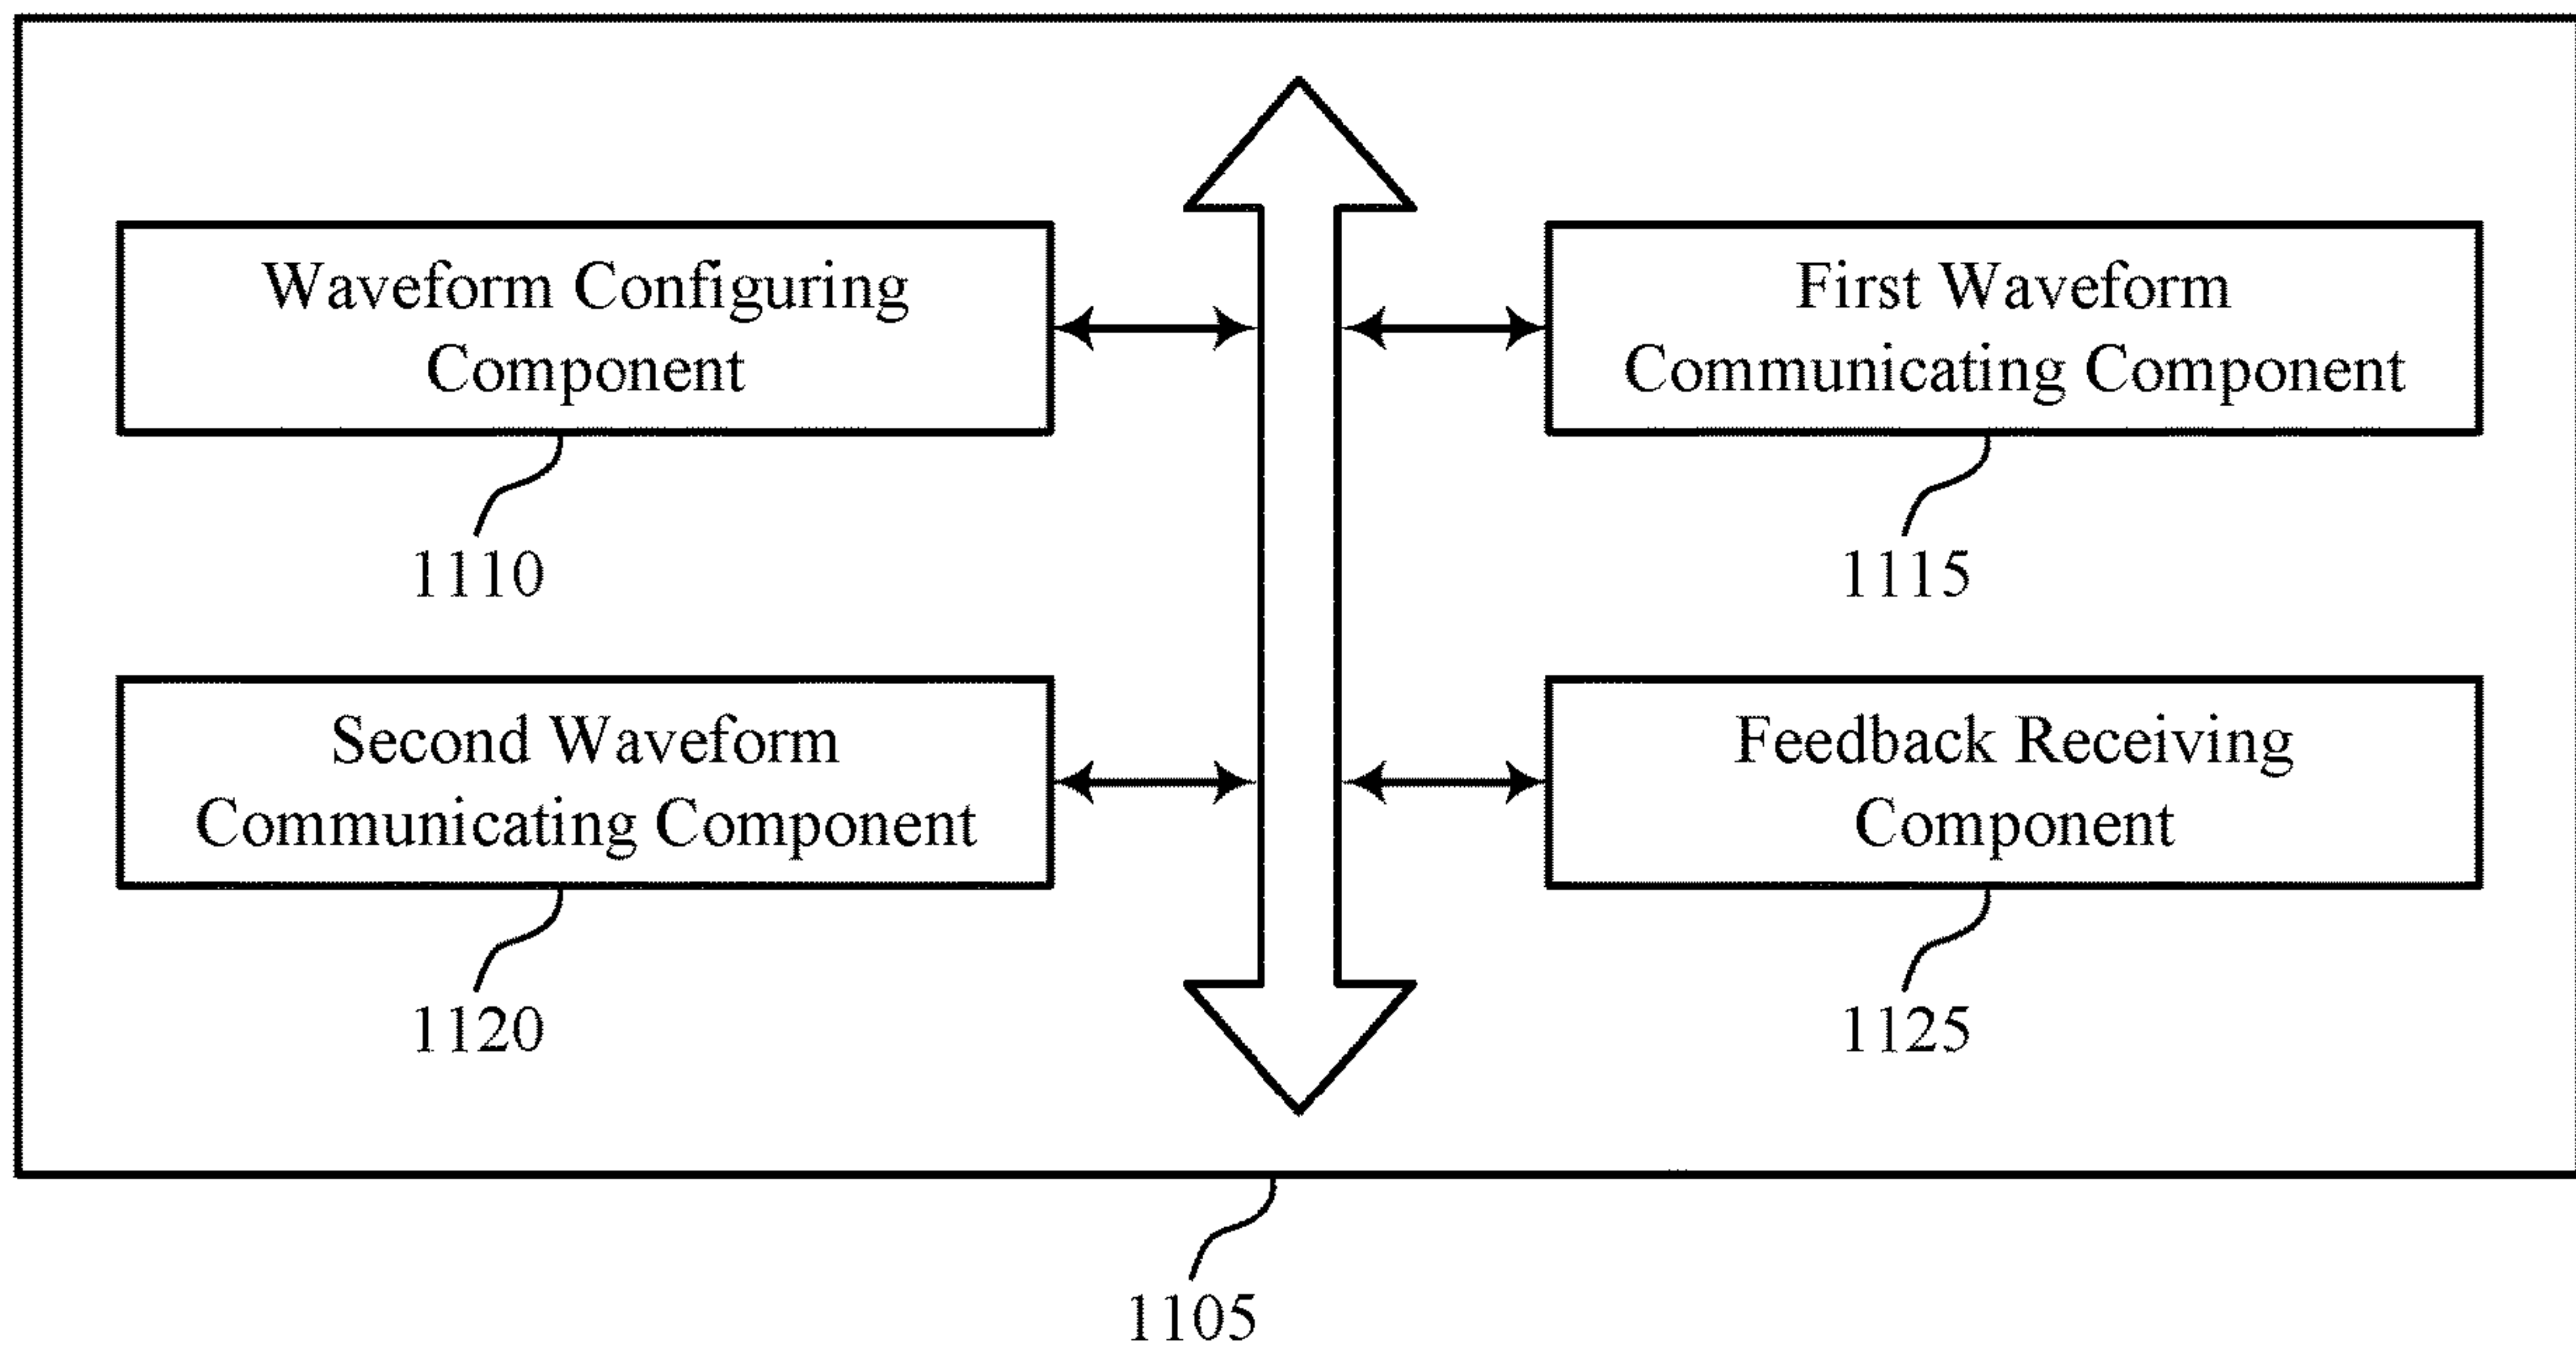 Waveform Configuring
Component
1110
First Waveform
Communicating Component
1115
Second Waveform
Communicating Component
1120
Feedback Receiving
Component
1125
1105